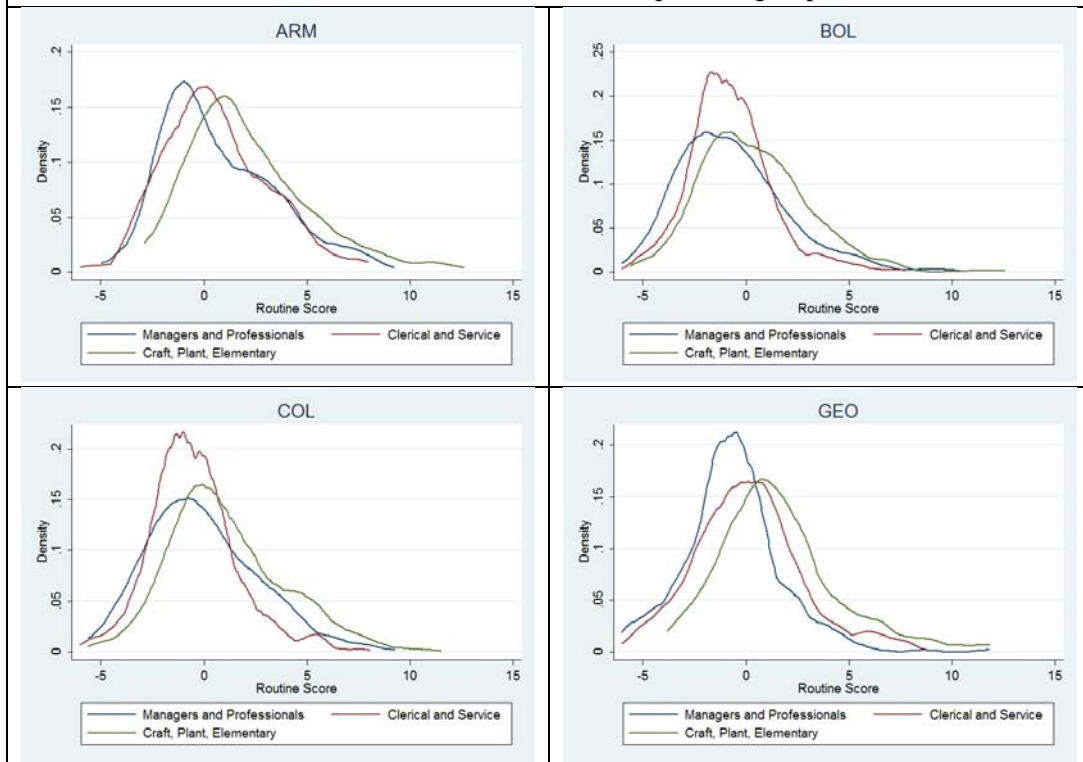 ARM
.2
.15
.1
.05
0
Density
-5 0 5 10 15
Routine Score
Managers and Professionals Clerical and Service
Craft, Plant, Elementary
BOL
.25
.2
.15
.1
.05
0
Density
-5 0 5 10 15
Routine Score
Managers and Professionals Clerical and Service
Craft, Plant, Elementary
COL
.2
.15
.1
.05
0
Density
-5 0 5 10 15
Routine Score
Managers and Professionals Clerical and Service
Craft, Plant, Elementary
GEO
.2
.15
.1
.05
0
Density
-5 0 5 10 15
Routine Score
Managers and Professionals Clerical and Service
Craft, Plant, Elementary